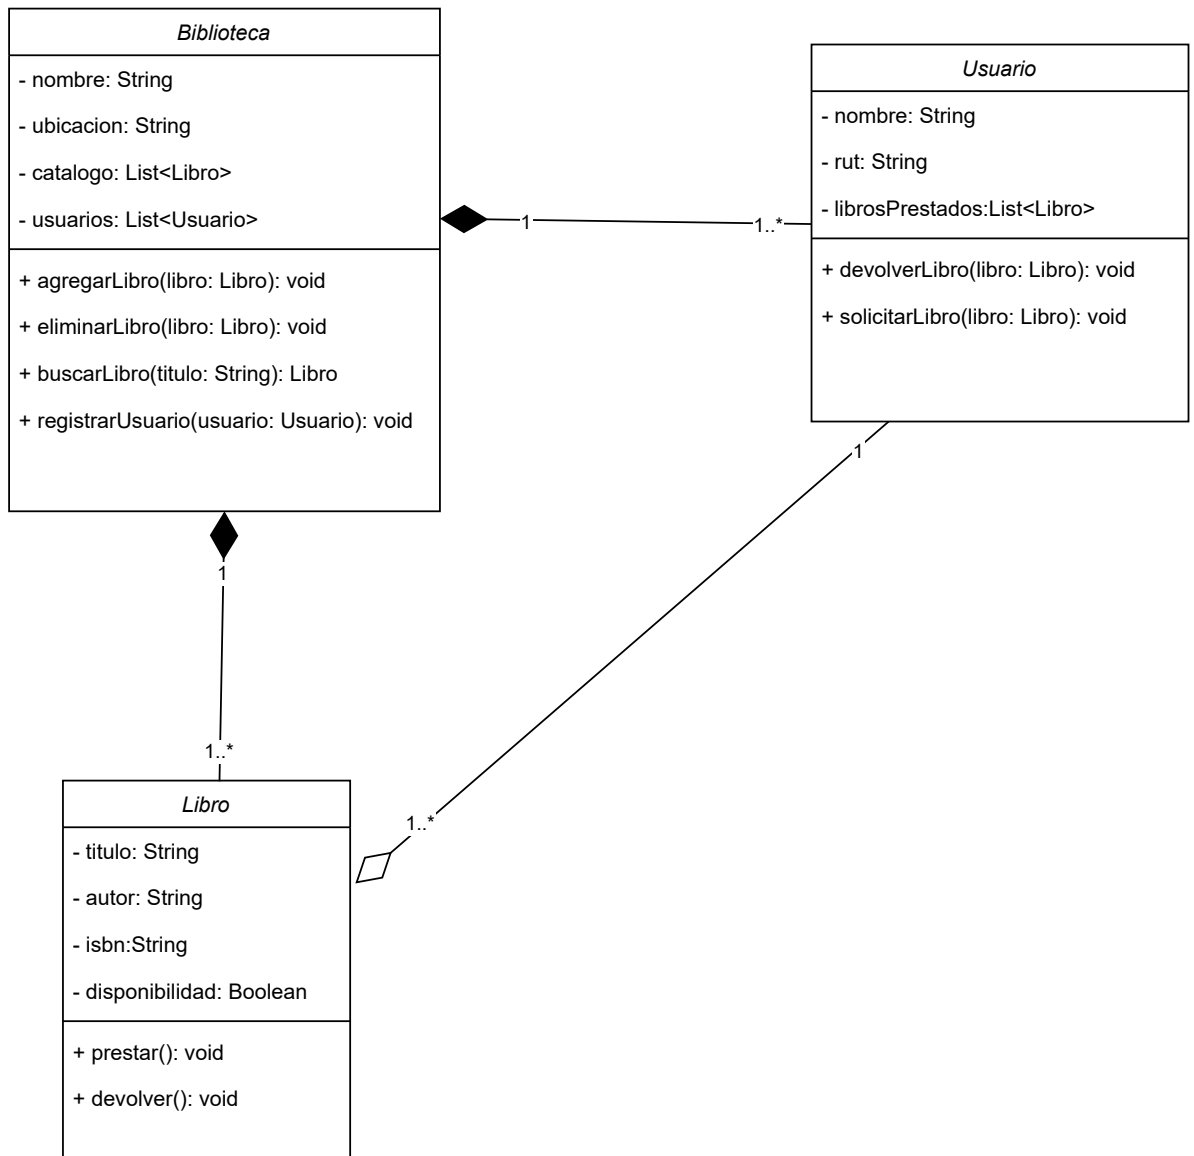 Biblioteca
- nombre: String
- ubicacion: String
- catalogo: List<Libro>
- usuarios: List<Usuario>
+ agregarLibro(libro: Libro): void
+ eliminarLibro(libro: Libro): void
+ buscarLibro(titulo: String): Libro
+ registrarUsuario(usuario: Usuario): void
1
1..*
Usuario
- nombre: String
- rut: String
- librosPrestados:List<Libro>
+ devolverLibro(libro: Libro): void
+ solicitarLibro(libro: Libro): void
1
1
1..*
1..*
Libro
- titulo: String
- autor: String
- isbn:String
- disponibilidad: Boolean
+ prestar(): void
+ devolver(): void